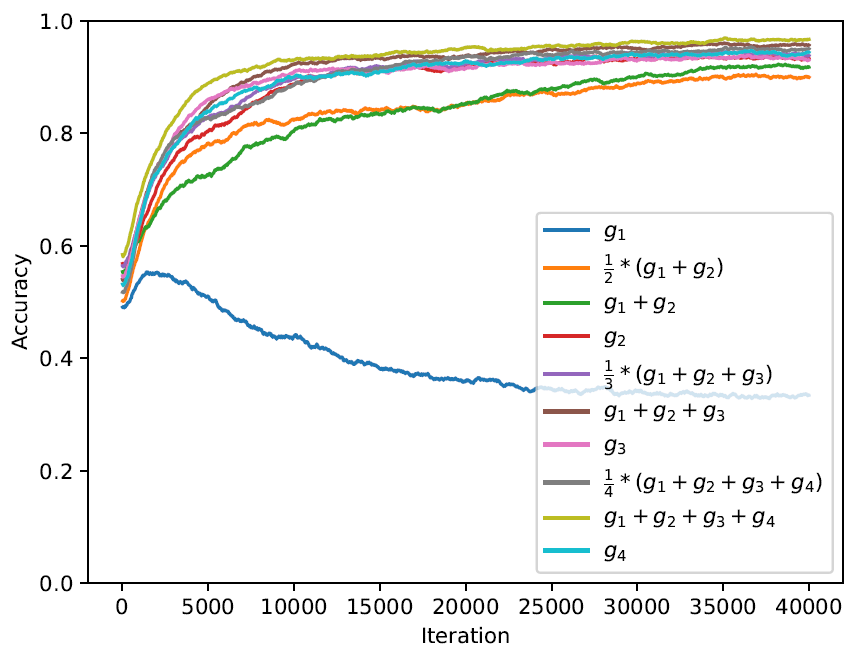 1.0
0.8
0.6
0.4
0.2
0.0
Accuracy
g₁
½ * (g₁ + g₂)
g₁ + g₂
g₂
⅓ * (g₁ + g₂ + g₃)
g₁ + g₂ + g₃
g₃
¼ * (g₁ + g₂ + g₃ + g₄)
g₁ + g₂ + g₃ + g₄
g₄
0 5000 10000 15000 20000 25000 30000 35000 40000
Iteration